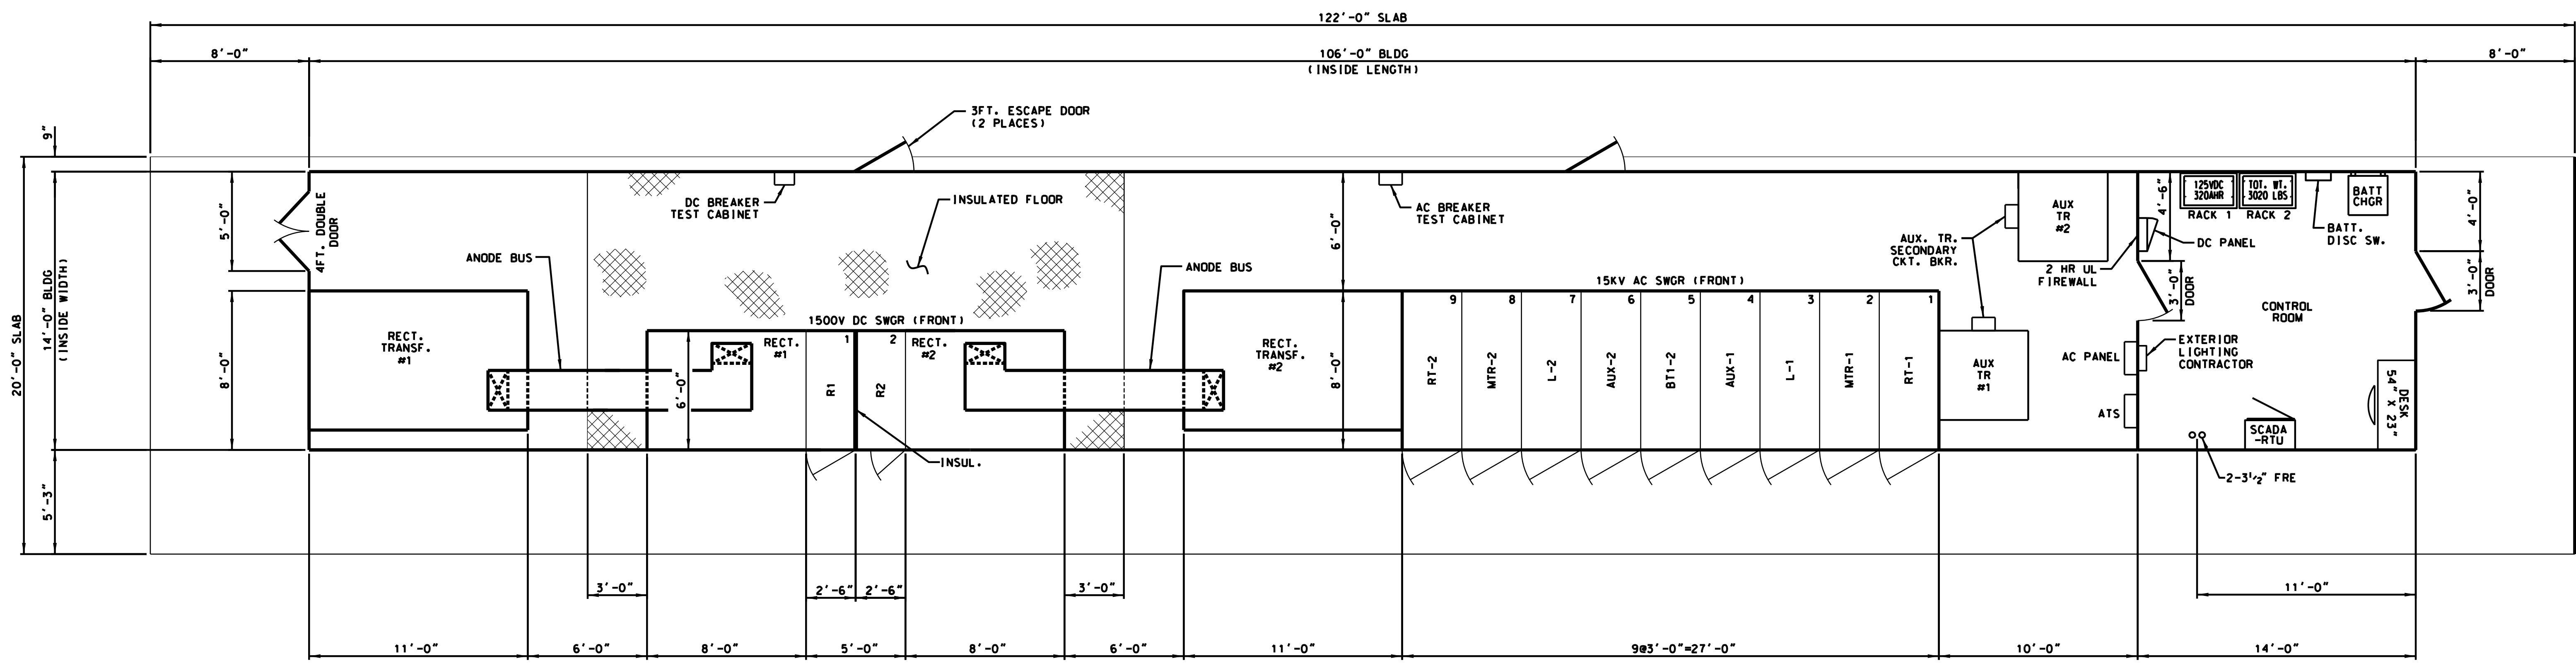 122'-0" SLAB
8'-0"
106'-0" BLDG
(INSIDE LENGTH)
8'-0"
3FT. ESCAPE DOOR
(2 PLACES)
9"
20'-0" SLAB
14'-0" BLDG
(INSIDE WIDTH)
5'-0"
8'-0"
5'-3"
4FT. DOUBLE
DOOR
DC BREAKER
TEST CABINET
INSULATED FLOOR
AC BREAKER
TEST CABINET
6'-0"
ANODE BUS
ANODE BUS
1500V DC SWGR (FRONT)
15KV AC SWGR (FRONT)
RECT.
TRANSF.
#1
RECT.
#1
1
2
RECT.
#2
R1
R2
6'-0"
INSUL.
RECT.
TRANSF.
#2
8'-0"
9
8
7
6
5
4
3
2
1
RT-2
MTR-2
L-2
AUX-2
BT1-2
AUX-1
L-1
MTR-1
RT-1
AUX. TR.
SECONDARY
CKT. BKR.
AUX
TR
#2
AUX
TR
#1
4'-6"
125VDC
320AHR
TOT. WT.
3020 LBS
RACK 1
RACK 2
BATT
CHGR
BATT.
DISC SW.
DC PANEL
2 HR UL
FIREWALL
3'-0"
DOOR
CONTROL
ROOM
4'-0"
3'-0"
DOOR
AC PANEL
EXTERIOR
LIGHTING
CONTRACTOR
ATS
SCADA
-RTU
DESK
54" X 23"
2-3½" FRE
3'-0"
2'-6"
2'-6"
3'-0"
11'-0"
11'-0"
6'-0"
8'-0"
5'-0"
8'-0"
6'-0"
11'-0"
9@3'-0"=27'-0"
10'-0"
14'-0"